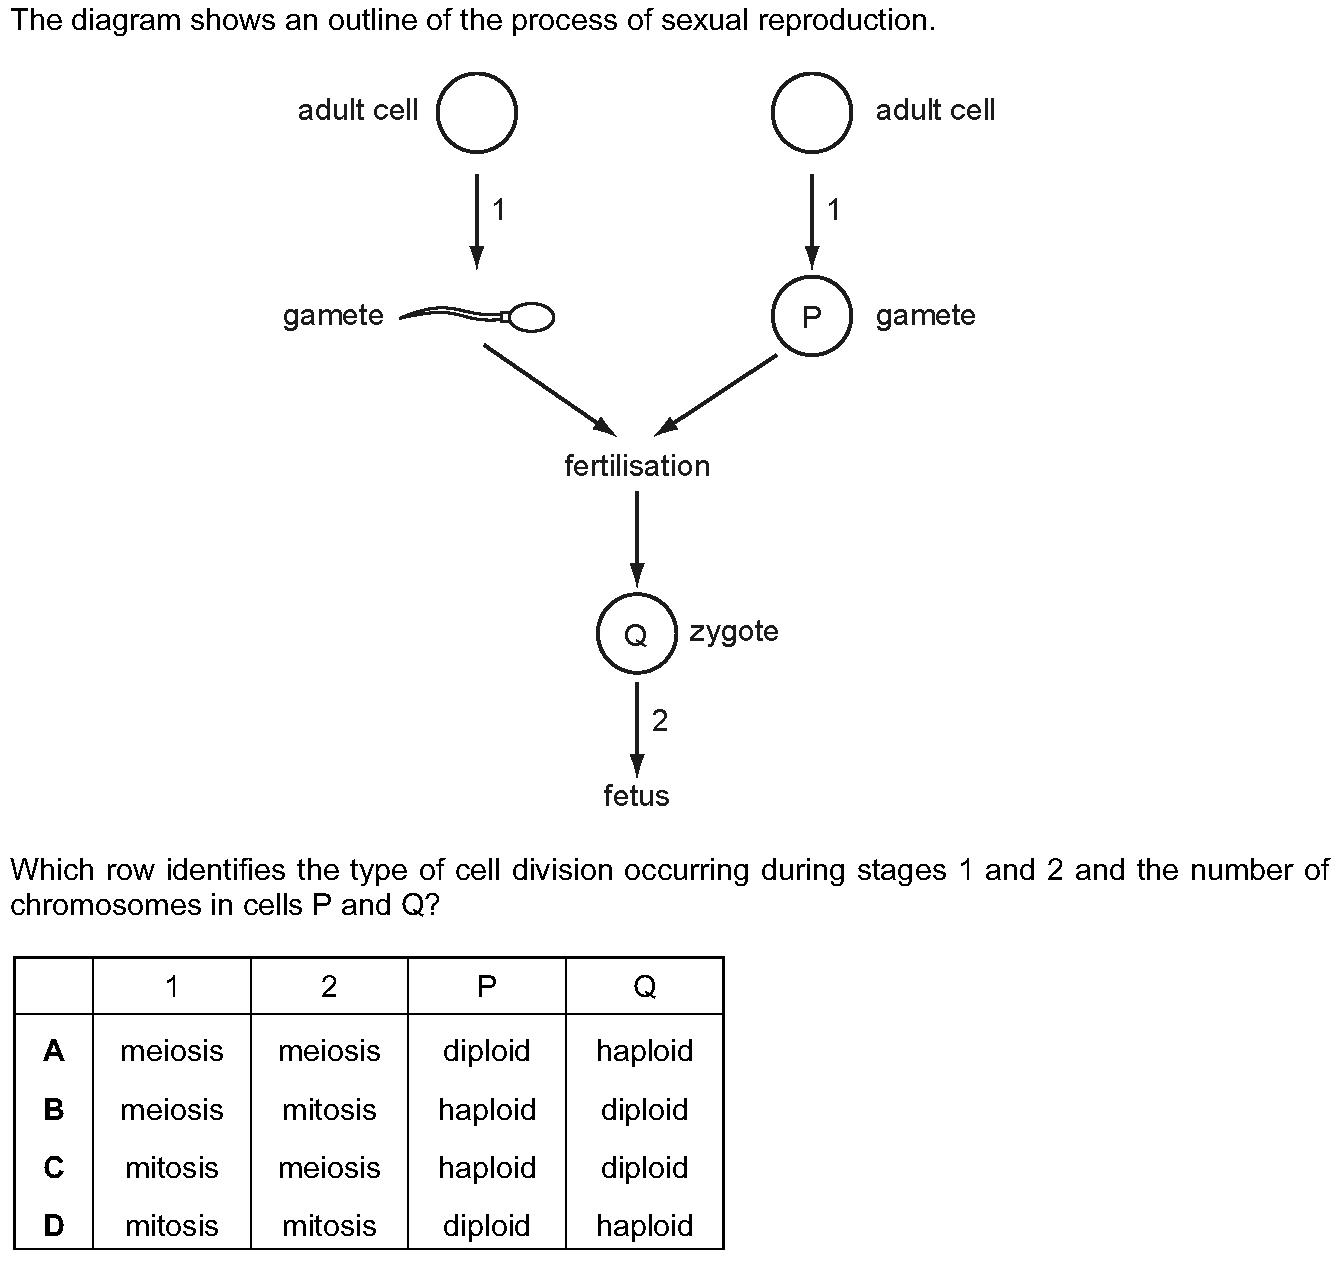 The diagram shows an outline of the process of sexual reproduction.
adult cell adult cell
1 1
gamete P gamete
fertilisation
Q zygote
2
fetus
Which row identifies the type of cell division occurring during stages 1 and 2 and the number of
chromosomes in cells P and Q?
1 2 P Q
A meiosis meiosis diploid haploid
B meiosis mitosis haploid diploid
C mitosis meiosis haploid diploid
D mitosis mitosis diploid haploid